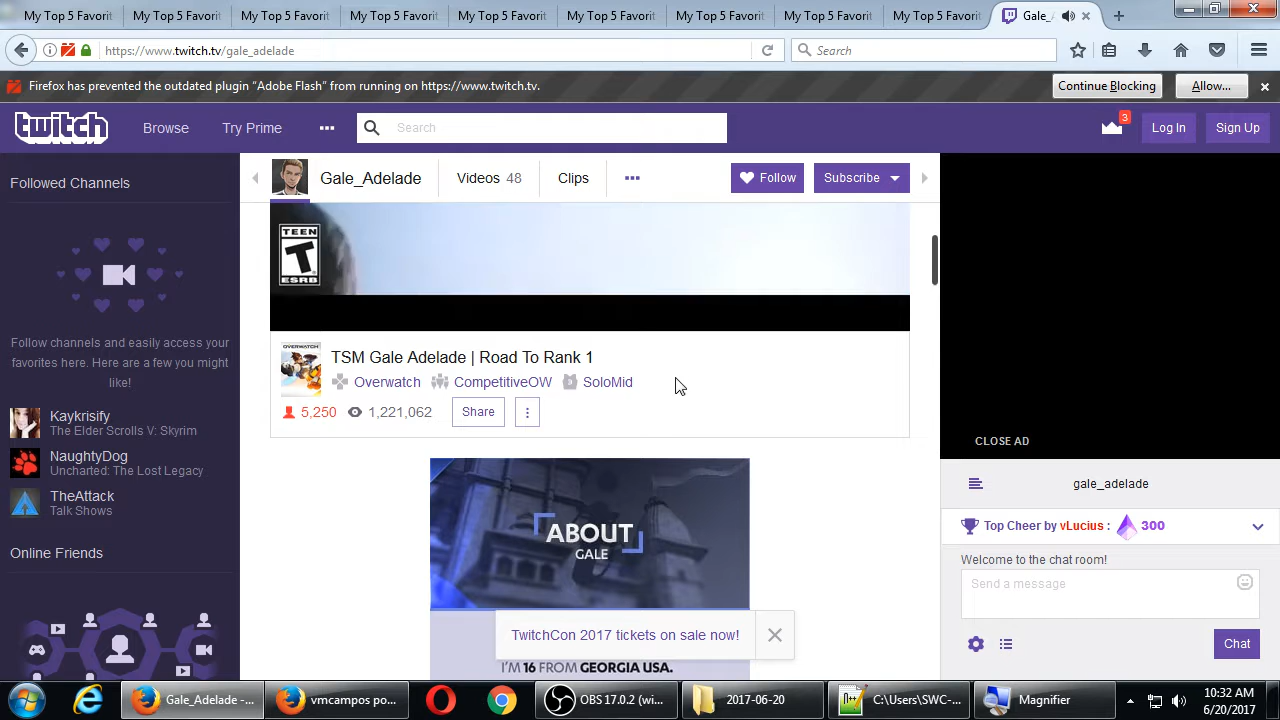 My Top 5 Favorit My Top 5 Favorit My Top 5 Favorit My Top 5 Favorit My Top 5 Favorit My Top 5 Favorit My Top 5 Favorit My Top 5 Favorit My Top 5 Favorit Gale_
https://www.twitch.tv/gale_adelade
Search
Firefox has prevented the outdated plugin "Adobe Flash" from running on https://www.twitch.tv.
Continue Blocking
Allow...
twitch
Browse
Try Prime
Search
3
Log In
Sign Up
Followed Channels
Follow channels and easily access your
favorites here. Here are a few you might
like!
Kaykrisify
The Elder Scrolls V: Skyrim
NaughtyDog
Uncharted: The Lost Legacy
TheAttack
Talk Shows
Online Friends
Gale_Adelade
Videos 48
Clips
Follow
Subscribe
TEEN
T
ESRB
OVERWATCH
TSM Gale Adelade | Road To Rank 1
Overwatch CompetitiveOW SoloMid
5,250 1,221,062 Share
ABOUT
GALE
TwitchCon 2017 tickets on sale now!
I'M 16 FROM GEORGIA USA.
CLOSE AD
gale_adelade
Top Cheer by vLucius : 300
Welcome to the chat room!
Send a message
Chat
Gale Adelade -...
vmcampos po...
OBS 17.0.2 (wi...
2017-06-20
C:\Users\SWC-...
Magnifier
10:32 AM
6/20/2017